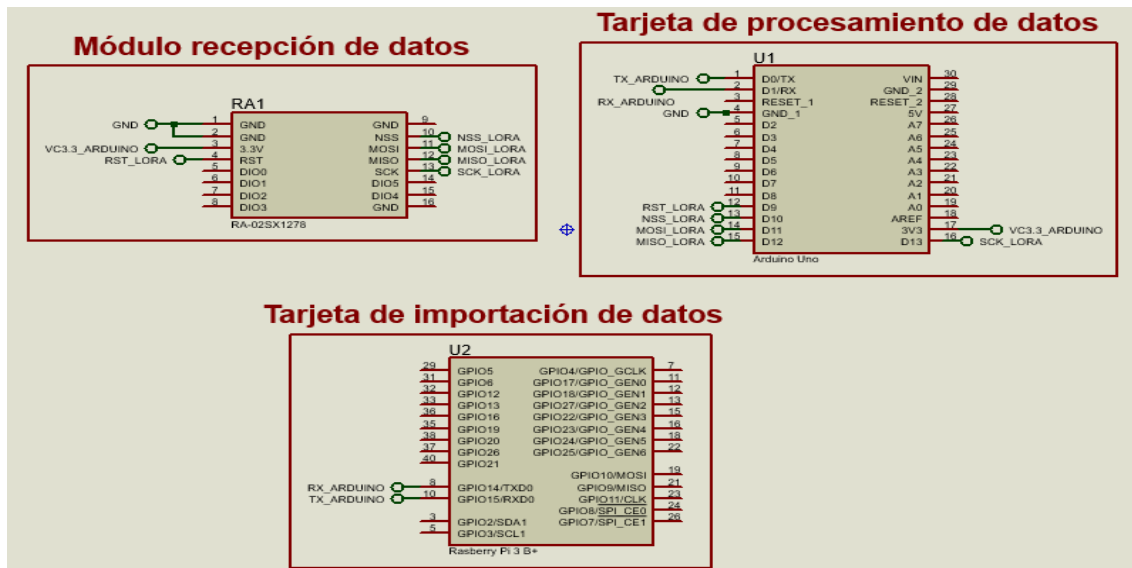 Módulo recepción de datos
RA1
GND
VC3.3_ARDUINO
RST_LORA
1 GND GND 9
2 GND NSS 10 NSS_LORA
3 3.3V MOSI 11 MOSI_LORA
4 RST MISO 12 MISO_LORA
5 DIO0 SCK 13 SCK_LORA
6 DIO1 DIO5 14
7 DIO2 DIO4 15
8 DIO3 GND 16
RA-02SX1278
Tarjeta de procesamiento de datos
U1
TX_ARDUINO 1 D0/TX VIN 30
2 D1/RX GND_2 29
RX_ARDUINO 3 RESET_1 RESET_2 28
GND 4 GND_1 5V 27
5 D2 A7 26
6 D3 A6 25
7 D4 A5 24
8 D5 A4 23
9 D6 A3 22
10 D7 A2 21
11 D8 A1 20
RST_LORA 12 D9 A0 19
NSS_LORA 13 D10 AREF 18
MOSI_LORA 14 D11 3V3 17 VC3.3_ARDUINO
MISO_LORA 15 D12 D13 16 SCK_LORA
Arduino Uno
Tarjeta de importación de datos
U2
29 GPIO5 GPIO4/GPIO_GCLK 7
31 GPIO6 GPIO17/GPIO_GEN0 11
32 GPIO12 GPIO18/GPIO_GEN1 12
33 GPIO13 GPIO27/GPIO_GEN2 13
36 GPIO16 GPIO22/GPIO_GEN3 15
35 GPIO19 GPIO23/GPIO_GEN4 16
38 GPIO20 GPIO24/GPIO_GEN5 18
37 GPIO26 GPIO25/GPIO_GEN6 22
40 GPIO21
GPIO10/MOSI 19
RX_ARDUINO 8 GPIO14/TXD0 GPIO9/MISO 21
TX_ARDUINO 10 GPIO15/RXD0 GPIO11/CLK 23
GPIO8/SPI_CE0 24
3 GPIO2/SDA1 GPIO7/SPI_CE1 26
5 GPIO3/SCL1
Rasberry Pi 3 B+